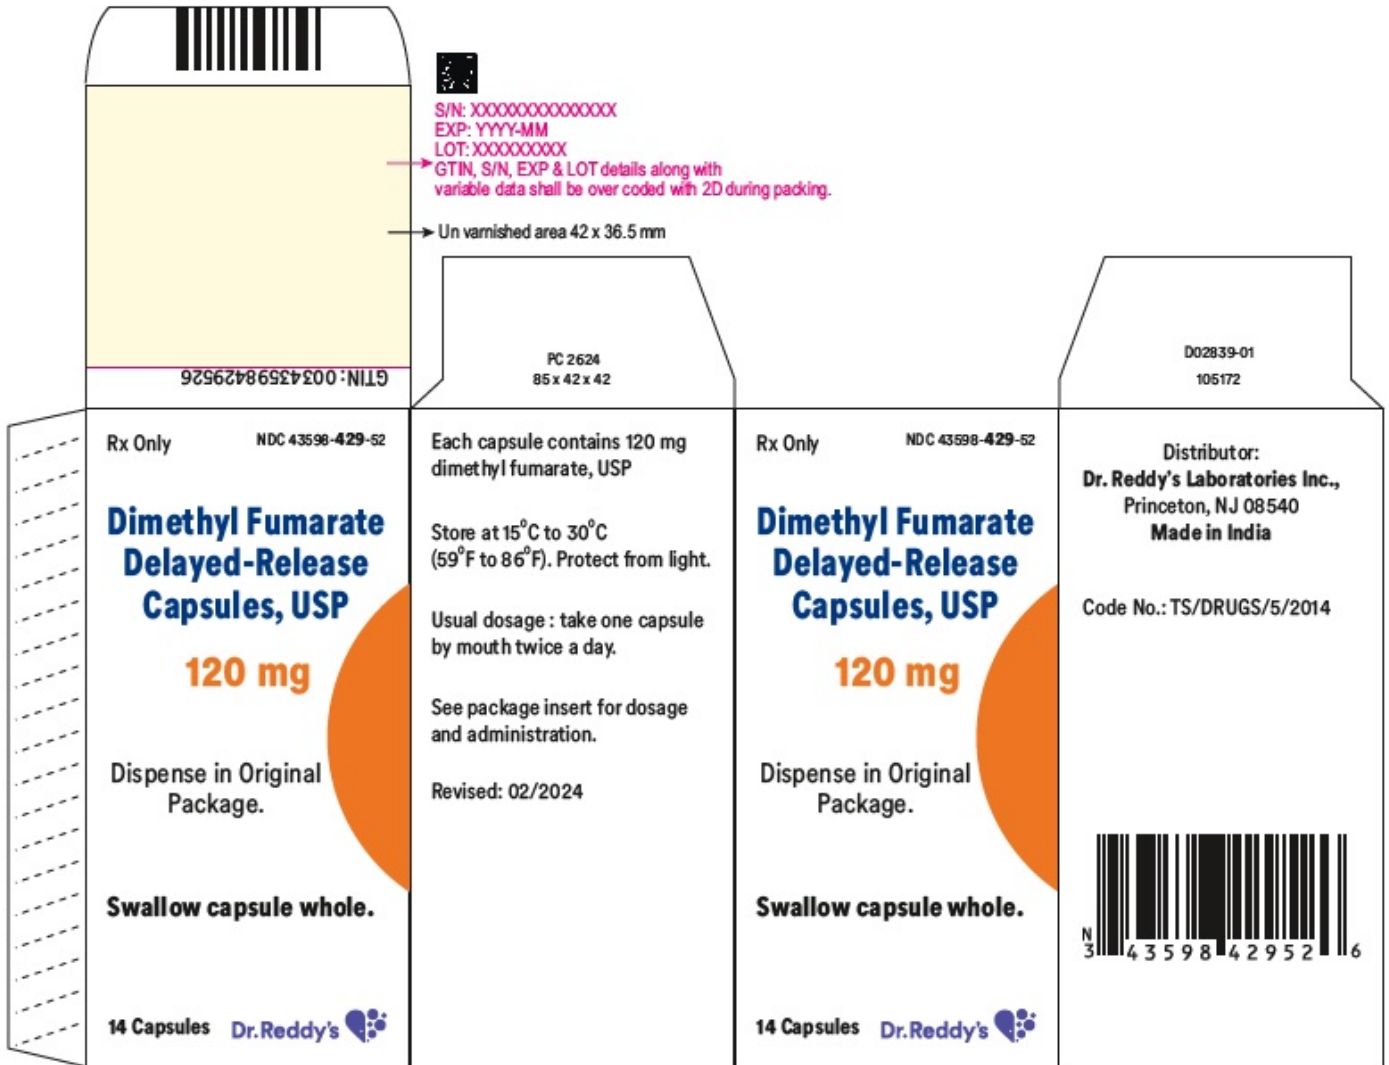 S/N: XXXXXXXXXXXXXX
EXP: YYYY-MM
LOT: XXXXXXXXX
GTIN, S/N, EXP & LOT details along with
variable data shall be over coded with 2D during packing.
Un varnished area 42 x 36.5 mm
GTIN: 00343598429526
PC 2624
85 x 42 x 42
D02839-01
105172
Rx Only
NDC 43598-429-52
Dimethyl Fumarate
Delayed-Release
Capsules, USP
120 mg
Dispense in Original
Package.
Swallow capsule whole.
14 Capsules
Dr.Reddy's
Each capsule contains 120 mg
dimethyl fumarate, USP
Store at 15°C to 30°C
(59°F to 86°F). Protect from light.
Usual dosage : take one capsule
by mouth twice a day.
See package insert for dosage
and administration.
Revised: 02/2024
Rx Only
NDC 43598-429-52
Dimethyl Fumarate
Delayed-Release
Capsules, USP
120 mg
Dispense in Original
Package.
Swallow capsule whole.
14 Capsules
Dr.Reddy's
Distributor:
Dr. Reddy's Laboratories Inc.,
Princeton, NJ 08540
Made in India
Code No.: TS/DRUGS/5/2014
N
3 43598 42952 6